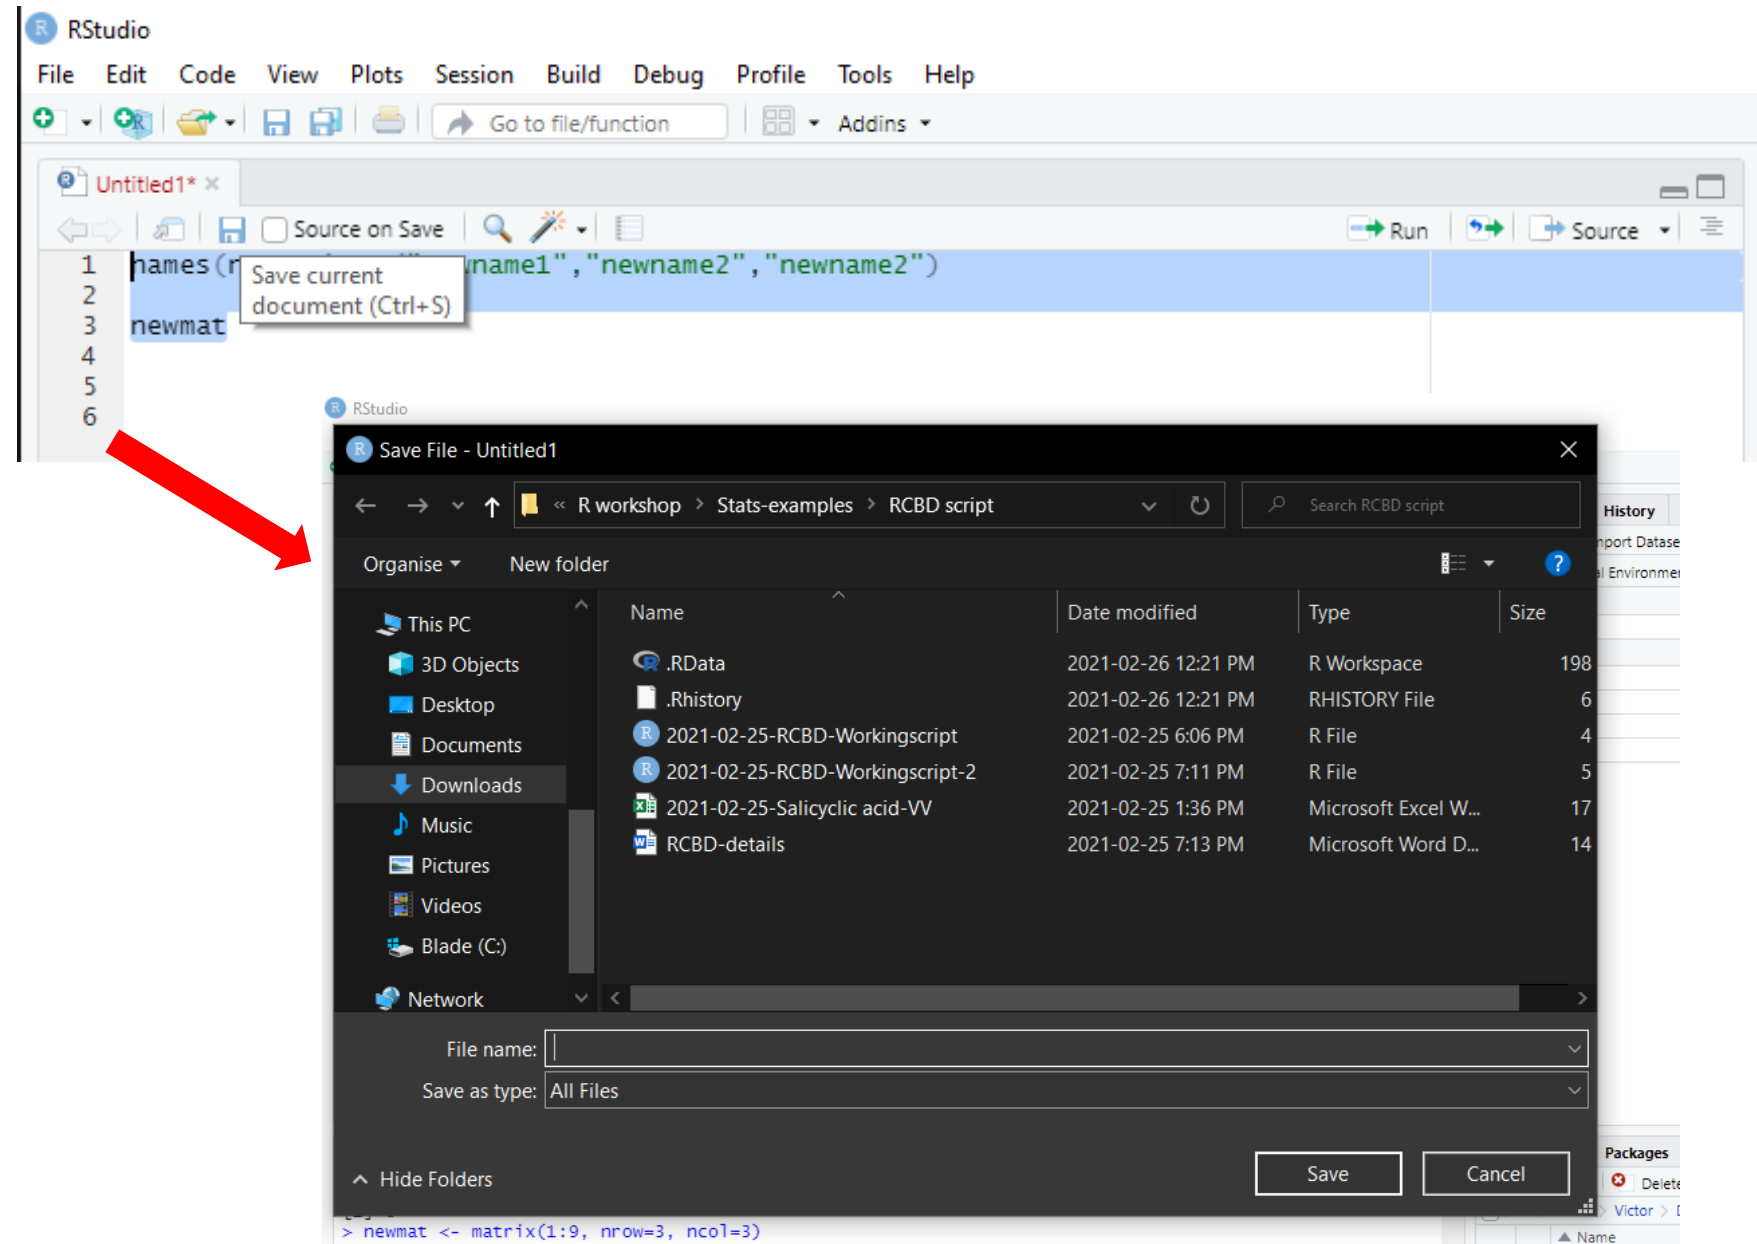 RStudio
File Edit Code View Plots Session Build Debug Profile Tools Help
Go to file/function Addins
Untitled1* ×
Source on Save Run Source
1 names( name1","newname2","newname2")
Save current
document (Ctrl+S)
2
3 newmat
4
5
6
RStudio
Save File - Untitled1
« R workshop > Stats-examples > RCBD script Search RCBD script
History
Organise New folder
Import Datase
Environmen
Name Date modified Type Size
This PC
3D Objects
Desktop
Documents
Downloads
Music
Pictures
Videos
Blade (C:)
Network
.RData 2021-02-26 12:21 PM R Workspace 198
.Rhistory 2021-02-26 12:21 PM RHISTORY File 6
2021-02-25-RCBD-Workingscript 2021-02-25 6:06 PM R File 4
2021-02-25-RCBD-Workingscript-2 2021-02-25 7:11 PM R File 5
2021-02-25-Salicyclic acid-VV 2021-02-25 1:36 PM Microsoft Excel W... 17
RCBD-details 2021-02-25 7:13 PM Microsoft Word D... 14
File name:
Save as type: All Files
Hide Folders Save Cancel
Packages
Delete
Victor >
Name
> newmat <- matrix(1:9, nrow=3, ncol=3)